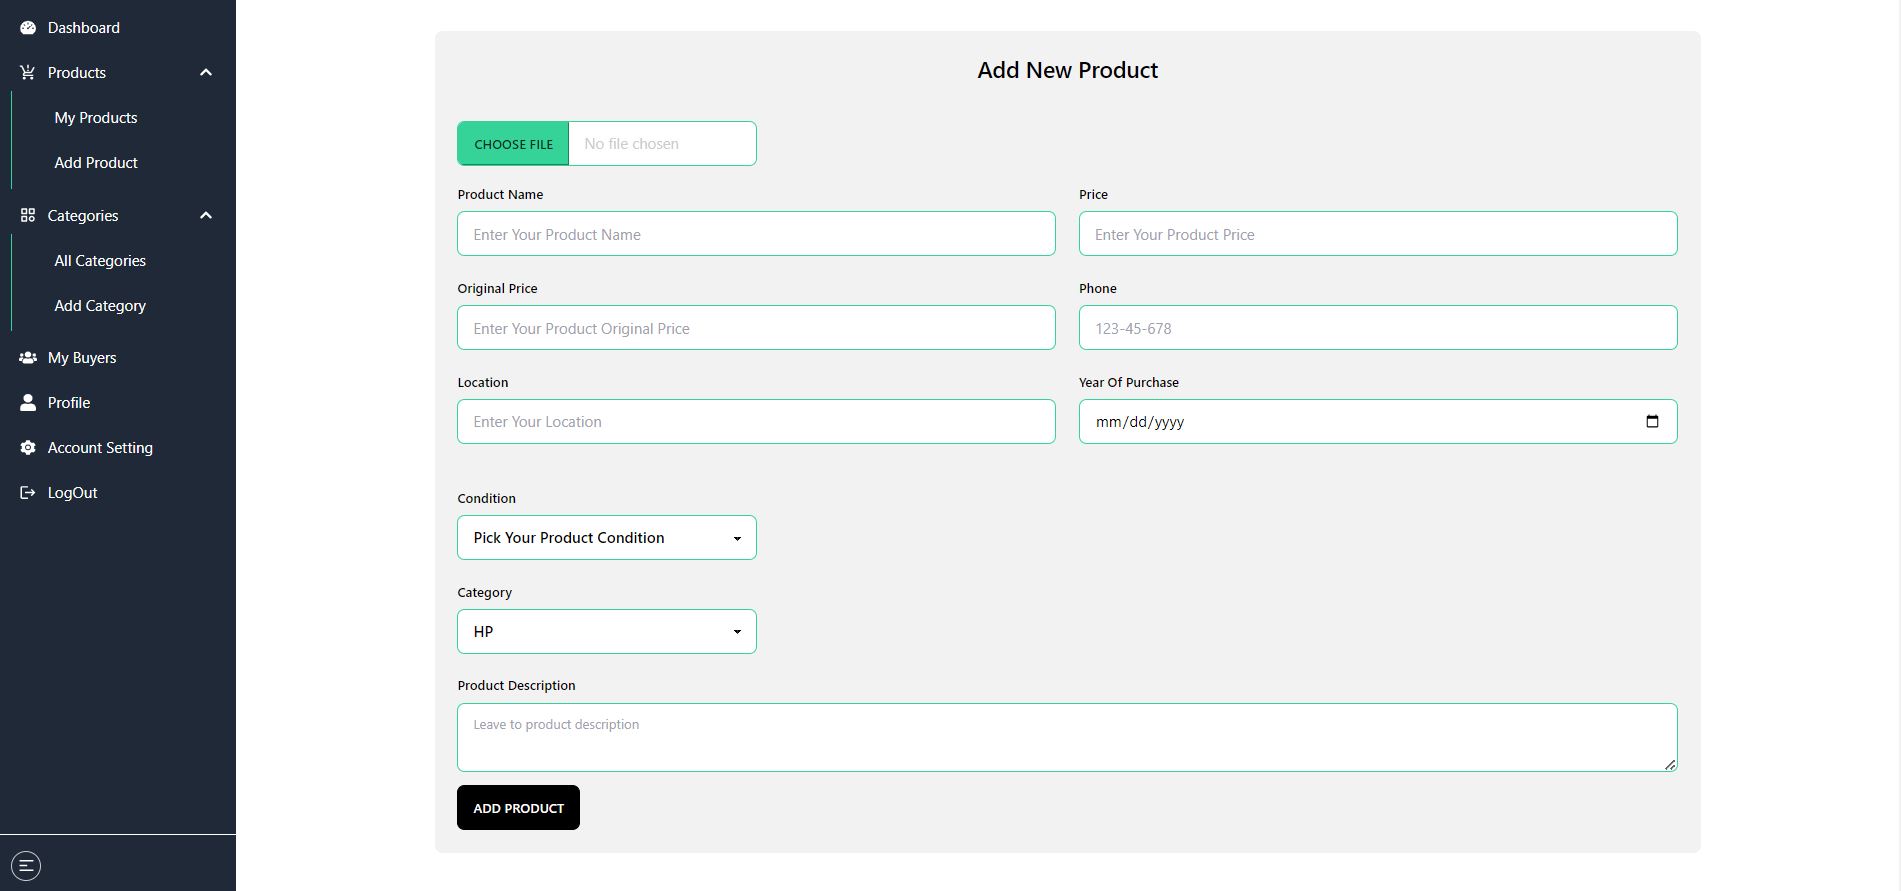 Dashboard
Products
My Products
Add Product
Categories
All Categories
Add Category
My Buyers
Profile
Account Setting
LogOut
Add New Product
CHOOSE FILE No file chosen
Product Name
Enter Your Product Name
Price
Enter Your Product Price
Original Price
Enter Your Product Original Price
Phone
123-45-678
Location
Enter Your Location
Year Of Purchase
mm/dd/yyyy
Condition
Pick Your Product Condition
Category
HP
Product Description
Leave to product description
ADD PRODUCT